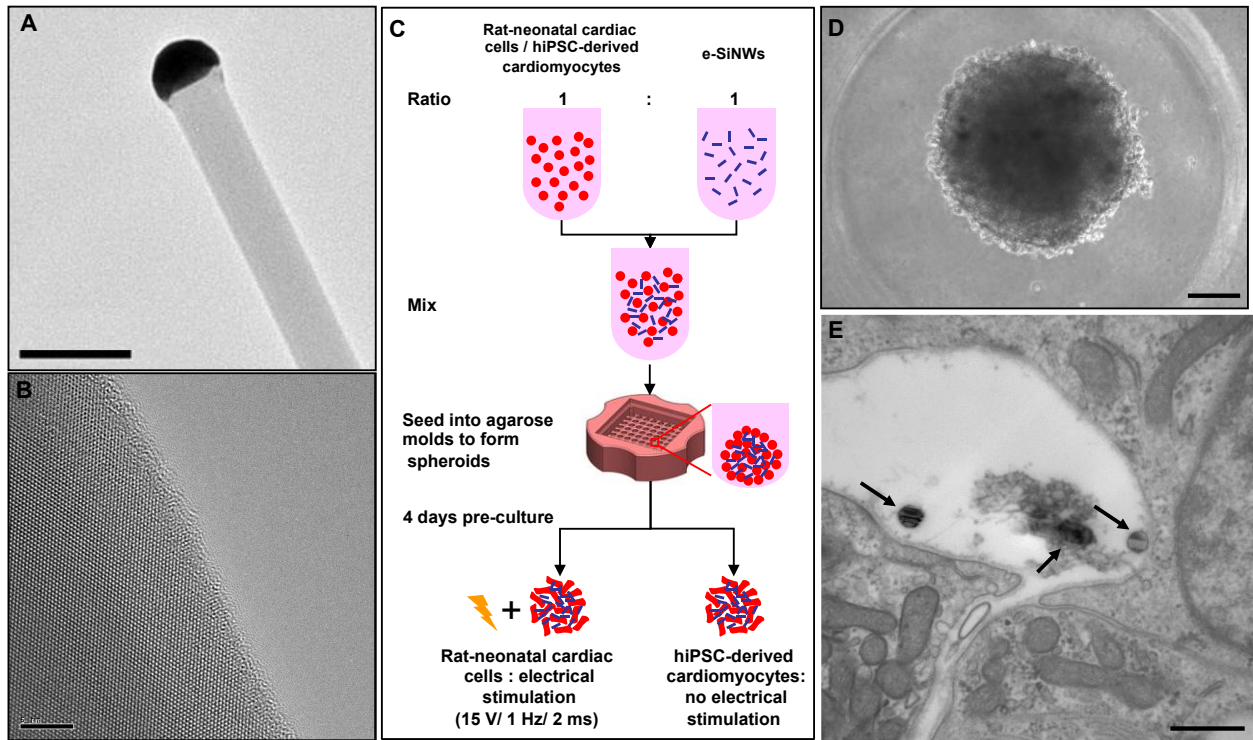 A
B
5 nm
C
Rat-neonatal cardiac
cells / hiPSC-derived
cardiomyocytes
e-SiNWs
Ratio
1 : 1
Mix
Seed into agarose
molds to form
spheroids
4 days pre-culture
+
Rat-neonatal cardiac
cells : electrical
stimulation
(15 V/ 1 Hz/ 2 ms)
hiPSC-derived
cardiomyocytes:
no electrical
stimulation
D
E